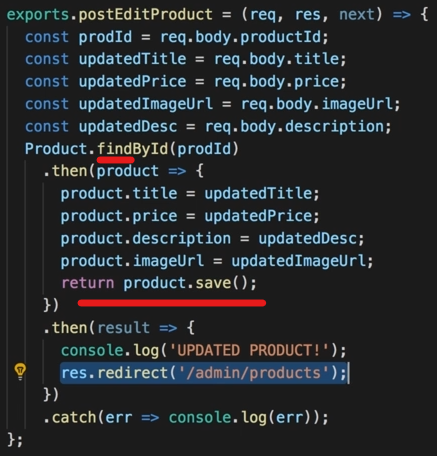 exports.postEditProduct = (req, res, next) => {
  const prodId = req.body.productId;
  const updatedTitle = req.body.title;
  const updatedPrice = req.body.price;
  const updatedImageUrl = req.body.imageUrl;
  const updatedDesc = req.body.description;
  Product.findById(prodId)
    .then(product => {
      product.title = updatedTitle;
      product.price = updatedPrice;
      product.description = updatedDesc;
      product.imageUrl = updatedImageUrl;
      return product.save();
    })
    .then(result => {
      console.log('UPDATED PRODUCT!');
      res.redirect('/admin/products');
    })
    .catch(err => console.log(err));
};